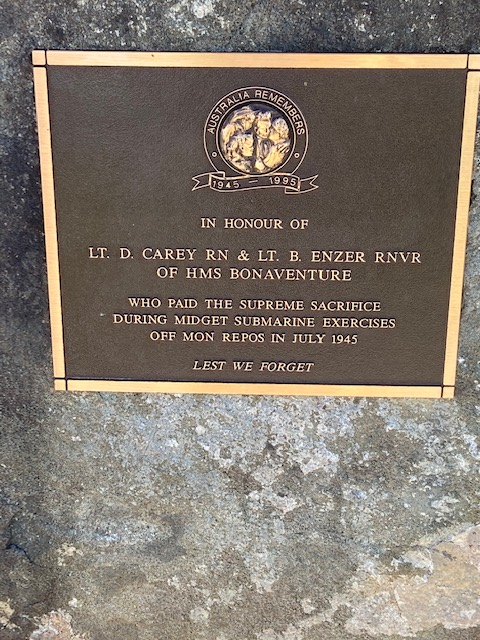 AUSTRALIA REMEMBERS
1945 - 1995
IN HONOUR OF
LT. D. CAREY RN & LT. B. ENZER RNVR
OF HMS BONAVENTURE
WHO PAID THE SUPREME SACRIFICE
DURING MIDGET SUBMARINE EXERCISES
OFF MON REPOS IN JULY 1945
LEST WE FORGET